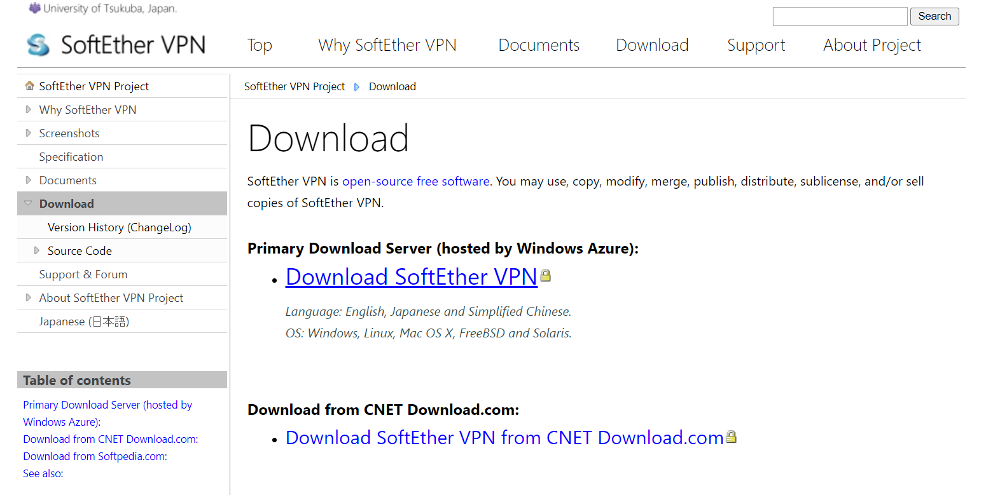 University of Tsukuba, Japan.
Search
SoftEther VPN
Top
Why SoftEther VPN
Documents
Download
Support
About Project
SoftEther VPN Project
Why SoftEther VPN
Screenshots
Specification
Documents
Download
Version History (ChangeLog)
Source Code
Support & Forum
About SoftEther VPN Project
Japanese (日本語)
Table of contents
Primary Download Server (hosted by
Windows Azure):
Download from CNET Download.com:
Download from Softpedia.com:
See also:
SoftEther VPN Project
Download
Download
SoftEther VPN is open-source free software. You may use, copy, modify, merge, publish, distribute, sublicense, and/or sell
copies of SoftEther VPN.
Primary Download Server (hosted by Windows Azure):
Download SoftEther VPN
Language: English, Japanese and Simplified Chinese.
OS: Windows, Linux, Mac OS X, FreeBSD and Solaris.
Download from CNET Download.com:
Download SoftEther VPN from CNET Download.com